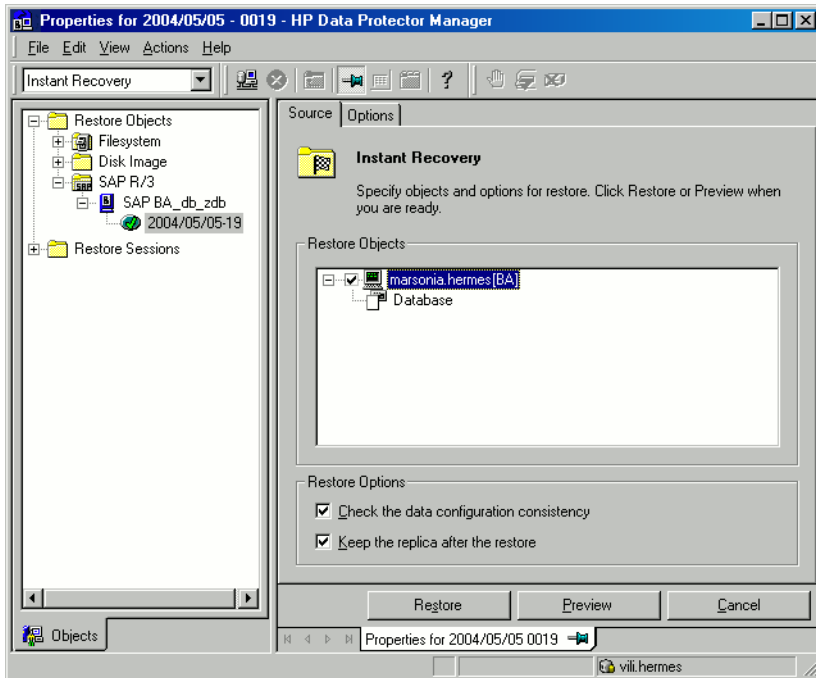 Properties for 2004/05/05 - 0019 - HP Data Protector Manager
File Edit View Actions Help
Instant Recovery
Restore Objects
Filesystem
Disk Image
SAP R/3
SAP BA_db_zdb
2004/05/05-19
Restore Sessions
Objects
Source Options
Instant Recovery
Specify objects and options for restore. Click Restore or Preview when
you are ready.
Restore Objects
marsonia.hermes[BA]
Database
Restore Options
Check the data configuration consistency
Keep the replica after the restore
Restore Preview Cancel
Properties for 2004/05/05 0019
vili.hermes